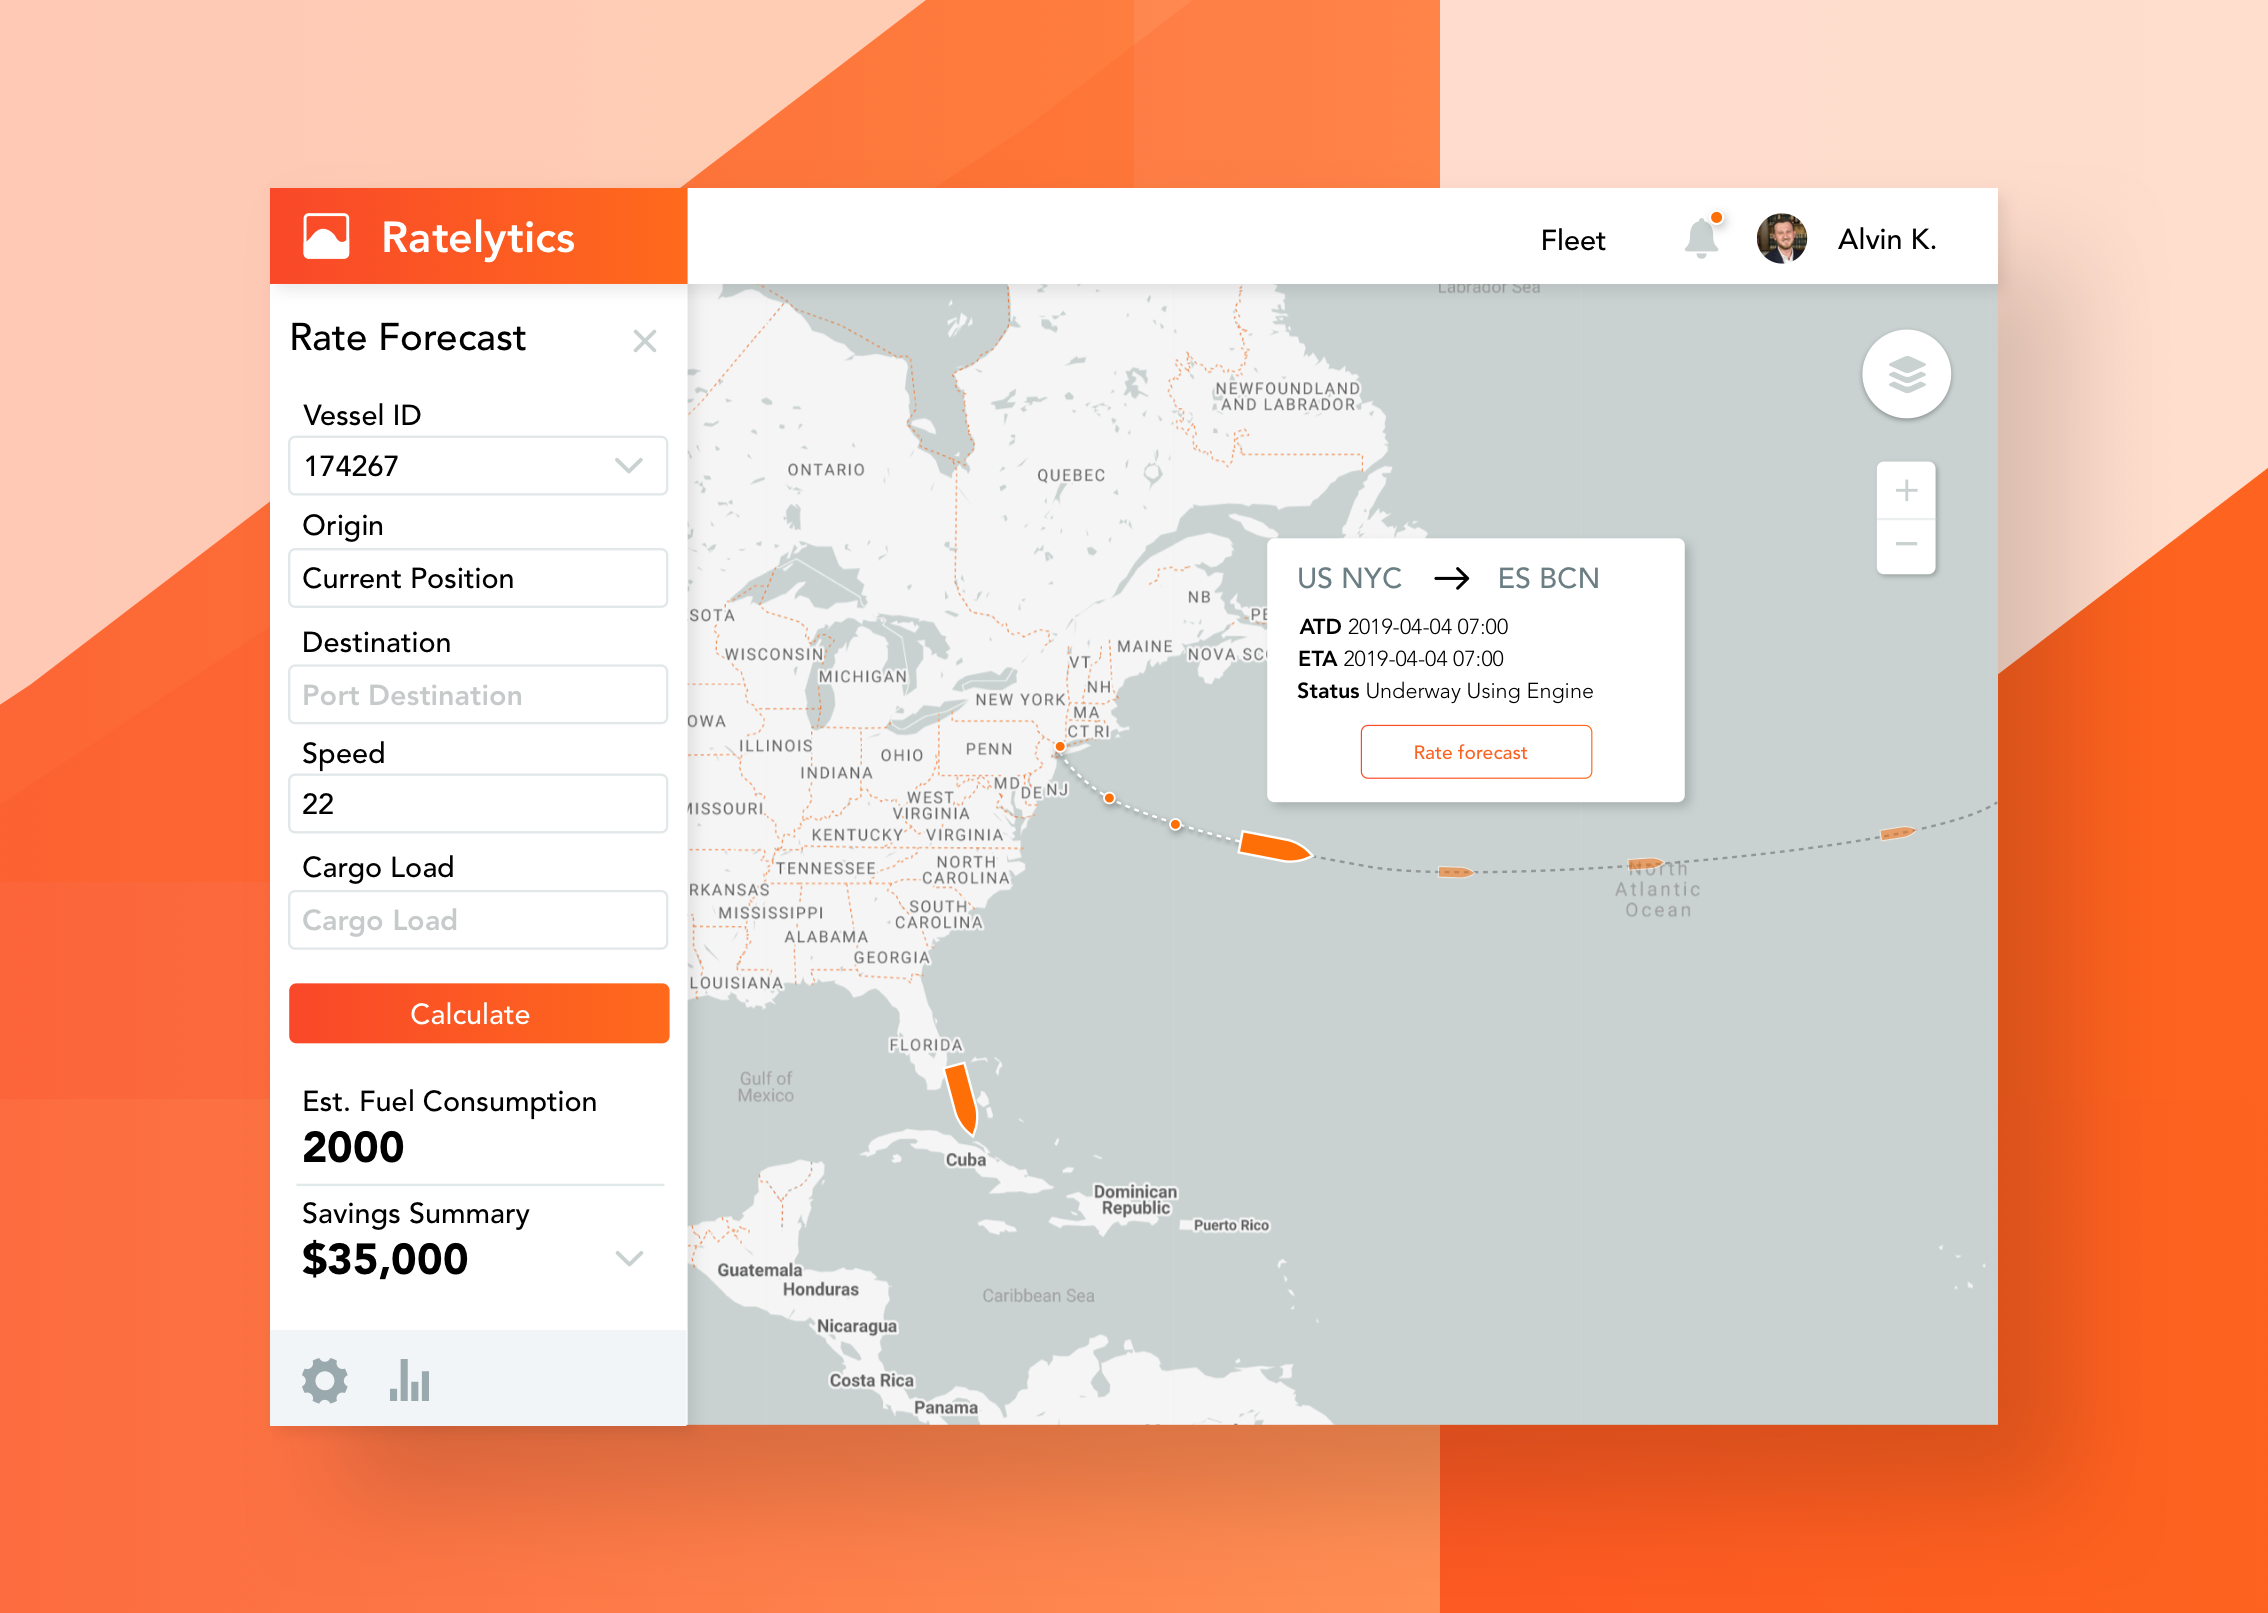 Ratelytics
Fleet
Alvin K.
Rate Forecast
Vessel ID
174267
Origin
Current Position
Destination
Port Destination
Speed
22
Cargo Load
Cargo Load
Calculate
Est. Fuel Consumption
2000
Savings Summary
$35,000
Labrador Sea
NEWFOUNDLAND
AND LABRADOR
ONTARIO
QUEBEC
US NYC → ES BCN
ATD 2019-04-04 07:00
ETA 2019-04-04 07:00
Status Underway Using Engine
Rate forecast
NB
PE
SOTA
MAINE
NOVA SC
WISCONSIN
VT
MICHIGAN
NH
NEW YORK
MA
OWA
CT RI
ILLINOIS
OHIO
PENN
INDIANA
MD
DE
NJ
WEST
VIRGINIA
MISSOURI
KENTUCKY
VIRGINIA
TENNESSEE
NORTH
CAROLINA
RKANSAS
MISSISSIPPI
SOUTH
CAROLINA
ALABAMA
GEORGIA
LOUISIANA
North
Atlantic
Ocean
FLORIDA
Gulf of
Mexico
Cuba
Dominican
Republic
Puerto Rico
Guatemala
Honduras
Caribbean Sea
Nicaragua
Costa Rica
Panama